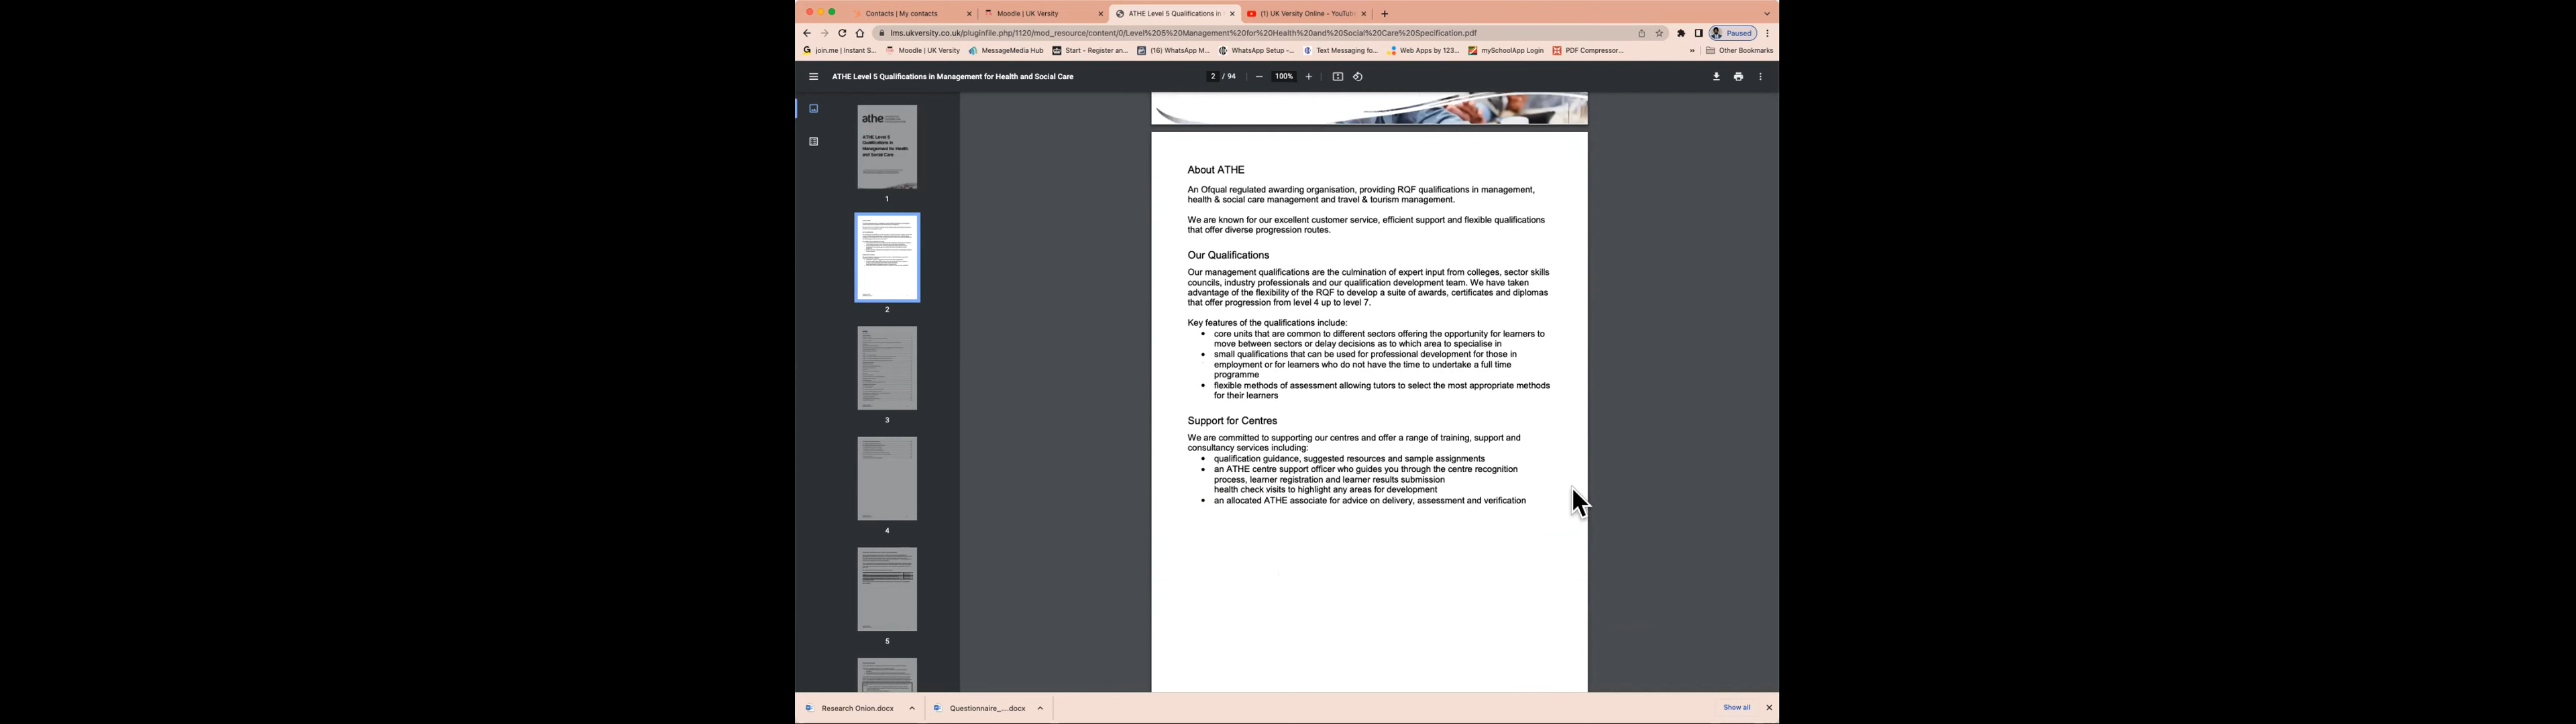 Contacts | My contacts
Moodle | UK Versity
ATHE Level 5 Qualifications in
(1) UK Versity Online - YouTube
lms.ukversity.co.uk/pluginfile.php/1120/mod_resource/content/0/Level%205%20Management%20for%20Health%20and%20Social%20Care%20Specification.pdf
Paused
join.me | Instant S...
Moodle | UK Versity
MessageMedia Hub
Start - Register an...
(16) WhatsApp M...
WhatsApp Setup -...
Text Messaging fo...
Web Apps by 123...
mySchoolApp Login
PDF Compressor...
»
Other Bookmarks
ATHE Level 5 Qualifications in Management for Health and Social Care
2 / 94
100%
athe
ATHE Level 5
Qualifications in
Management for Health
and Social Care
1
2
3
4
5
About ATHE
An Ofqual regulated awarding organisation, providing RQF qualifications in management,
health & social care management and travel & tourism management.
We are known for our excellent customer service, efficient support and flexible qualifications
that offer diverse progression routes.
Our Qualifications
Our management qualifications are the culmination of expert input from colleges, sector skills
councils, industry professionals and our qualification development team. We have taken
advantage of the flexibility of the RQF to develop a suite of awards, certificates and diplomas
that offer progression from level 4 up to level 7.
Key features of the qualifications include:
• core units that are common to different sectors offering the opportunity for learners to
move between sectors or delay decisions as to which area to specialise in
• small qualifications that can be used for professional development for those in
employment or for learners who do not have the time to undertake a full time
programme
• flexible methods of assessment allowing tutors to select the most appropriate methods
for their learners
Support for Centres
We are committed to supporting our centres and offer a range of training, support and
consultancy services including:
• qualification guidance, suggested resources and sample assignments
• an ATHE centre support officer who guides you through the centre recognition
process, learner registration and learner results submission
health check visits to highlight any areas for development
• an allocated ATHE associate for advice on delivery, assessment and verification
Research Onion.docx
Questionnaire_....docx
Show all